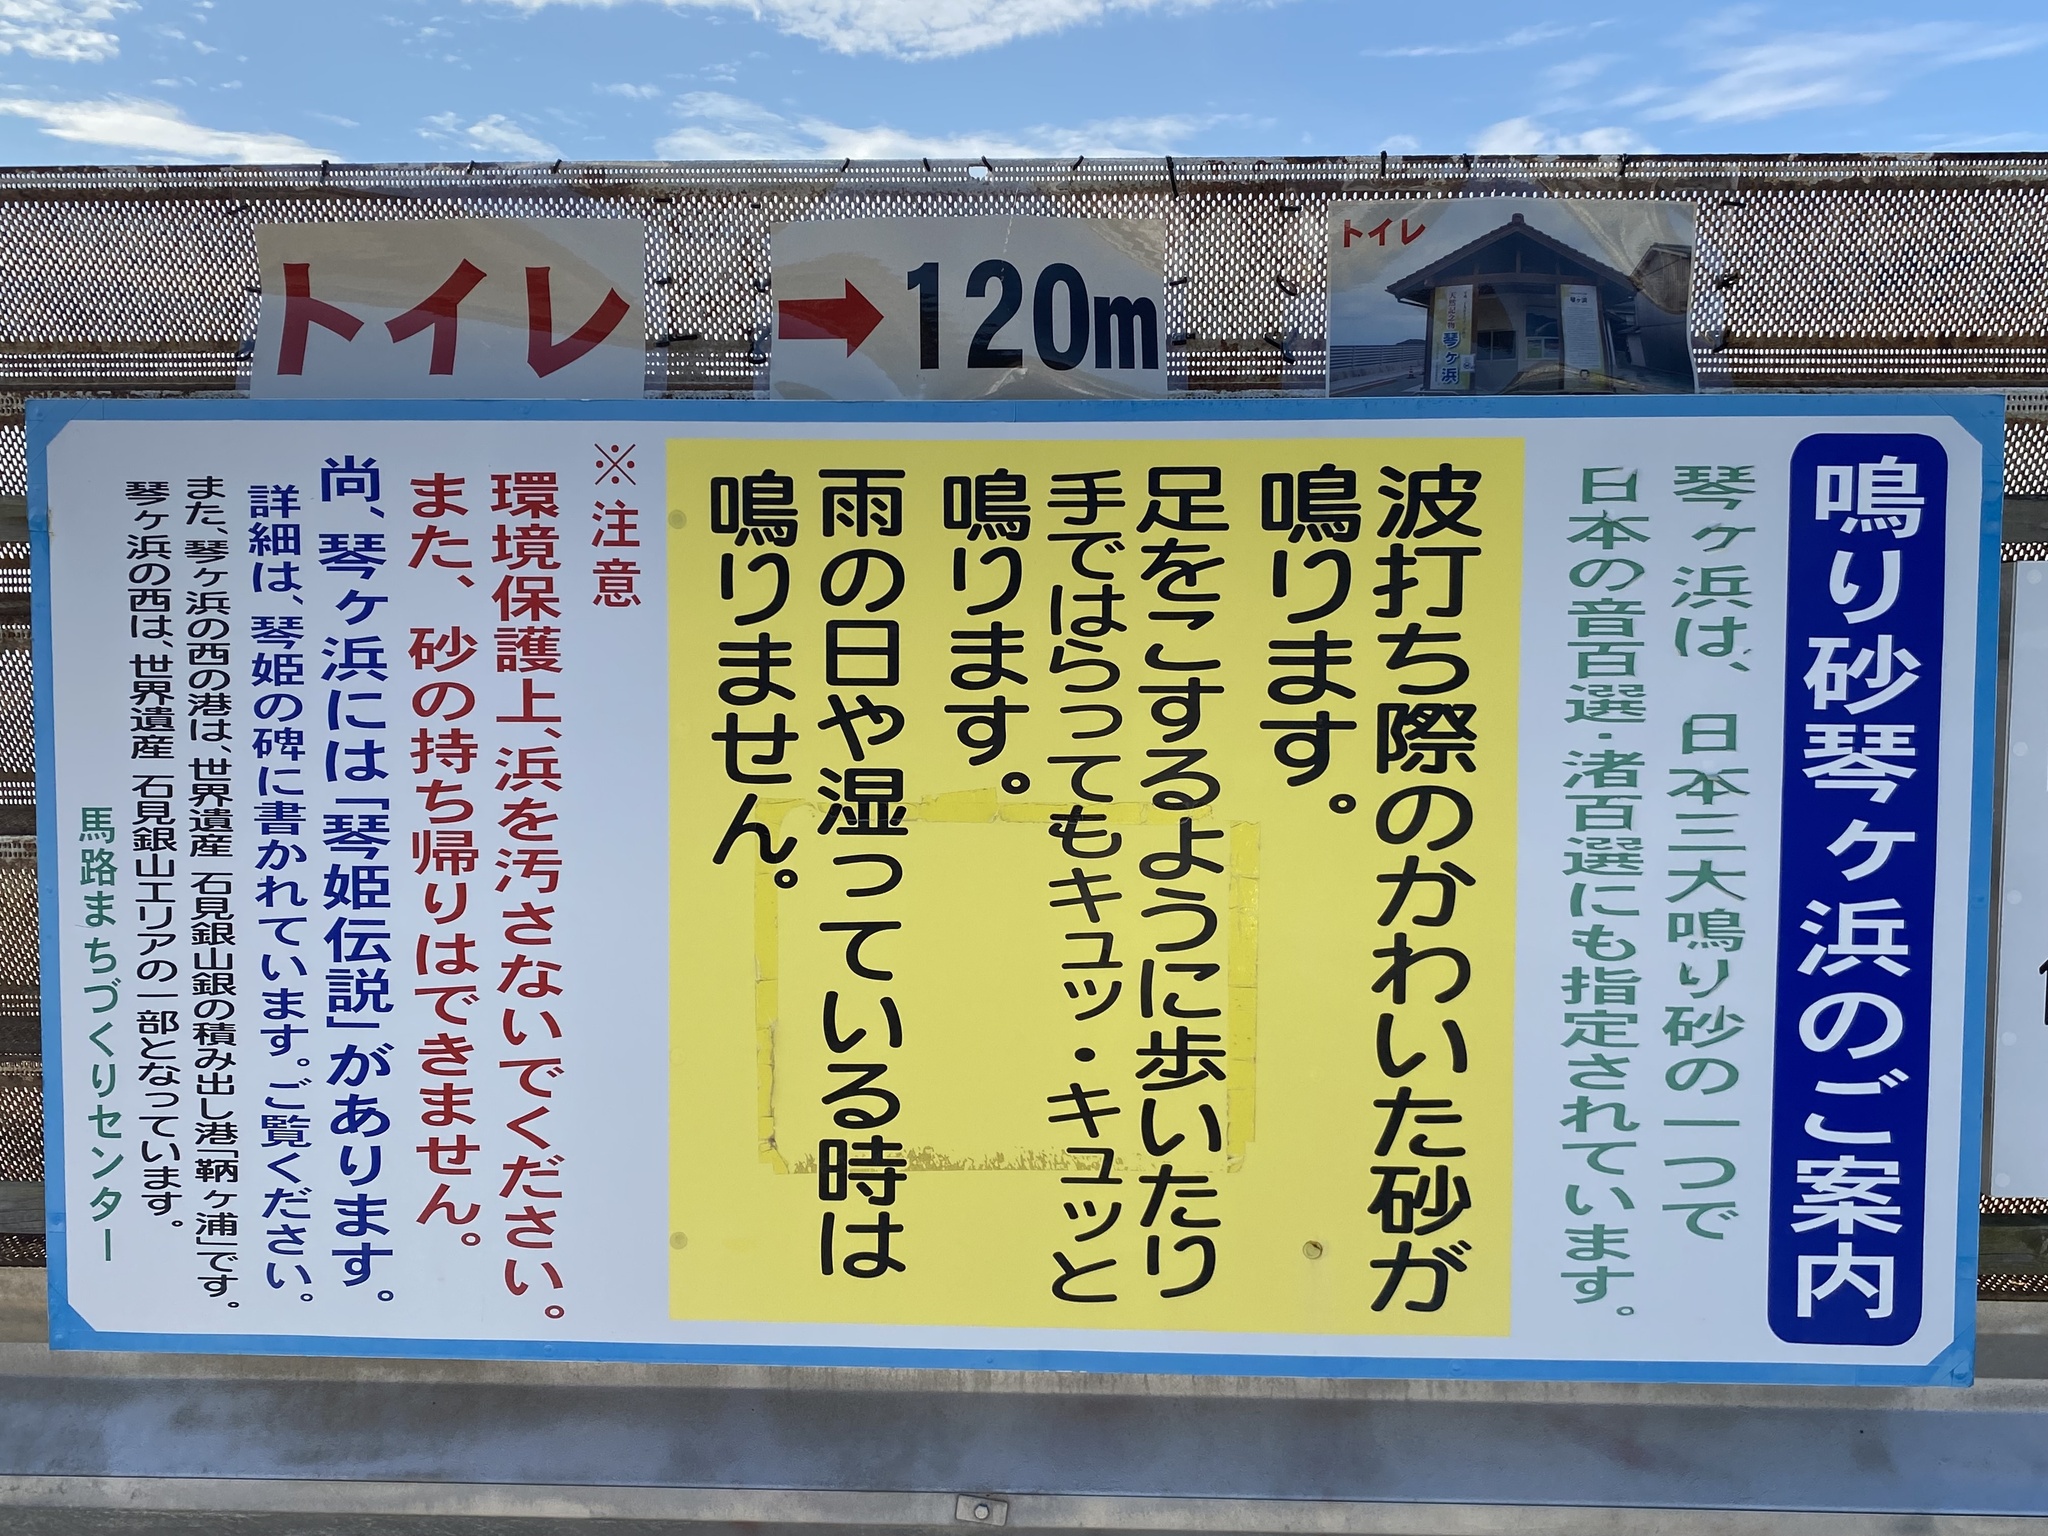 トイレ
→120m
トイレ
天然記念物
琴ヶ浜
琴ヶ浜
鳴り砂琴ヶ浜のご案内
琴ヶ浜は、日本三大鳴り砂の一つで
日本の音百選・渚百選にも指定されています。
波打ち際のかわいた砂が
鳴ります。
足をこするように歩いたり
手ではらってもキュッ・キュッと
鳴ります。
雨の日や湿っている時は
鳴りません。
※注意
環境保護上、浜を汚さないでください。
また、砂の持ち帰りはできません。
尚、琴ヶ浜には「琴姫伝説」があります。
詳細は、琴姫の碑に書かれています。ご覧ください。
また、琴ヶ浜の西の港は、世界遺産 石見銀山銀の積み出し港「鞆ヶ浦」です。
琴ヶ浜の西は、世界遺産 石見銀山エリアの一部となっています。
馬路まちづくりセンター